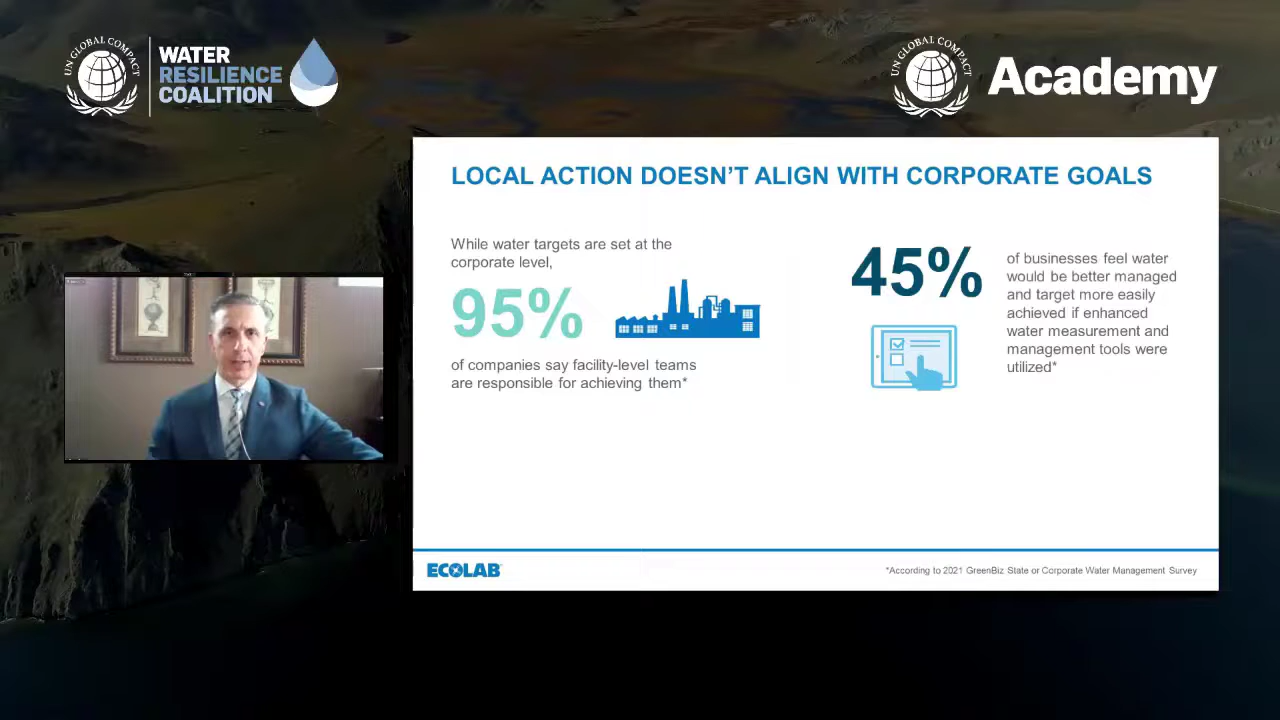 UN GLOBAL COMPACT
WATER
RESILIENCE
COALITION
UN GLOBAL COMPACT
Academy
LOCAL ACTION DOESN'T ALIGN WITH CORPORATE GOALS
While water targets are set at the
corporate level,
95%
of companies say facility-level teams
are responsible for achieving them*
45%
of businesses feel water
would be better managed
and target more easily
achieved if enhanced
water measurement and
management tools were
utilized*
ECOLAB
*According to 2021 GreenBiz State or Corporate Water Management Survey